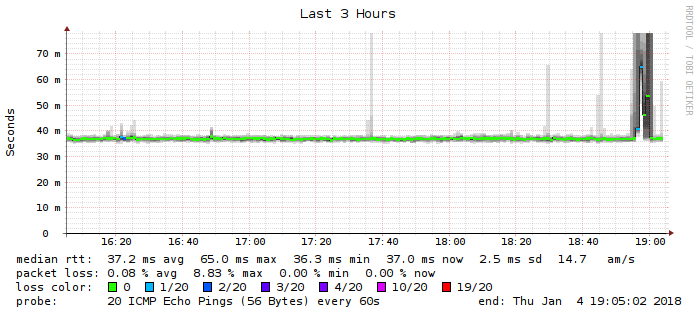 Last 3 Hours
RRDTOOL / TOBI OETIKER
Seconds
70 m
60 m
50 m
40 m
30 m
20 m
10 m
0
16:20 16:40 17:00 17:20 17:40 18:00 18:20 18:40 19:00
median rtt: 37.2 ms avg 65.0 ms max 36.3 ms min 37.0 ms now 2.5 ms sd 14.7 am/s
packet loss: 0.08 % avg 8.83 % max 0.00 % min 0.00 % now
loss color: 0 1/20 2/20 3/20 4/20 10/20 19/20
probe: 20 ICMP Echo Pings (56 Bytes) every 60s end: Thu Jan 4 19:05:02 2018